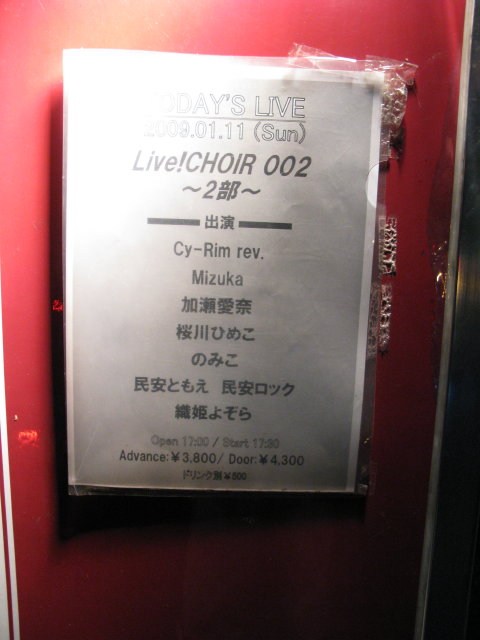 TODAY'S LIVE
2009.01.11 (Sun)
Live!CHOIR 002
～2部～
出演
Cy-Rim rev.
Mizuka
加瀬愛奈
桜川ひめこ
のみこ
民安ともえ 民安ロック
織姫よぞら
Open 17:00 / Start 17:30
Advance:¥3,800/ Door:¥4,300
ドリンク別¥500